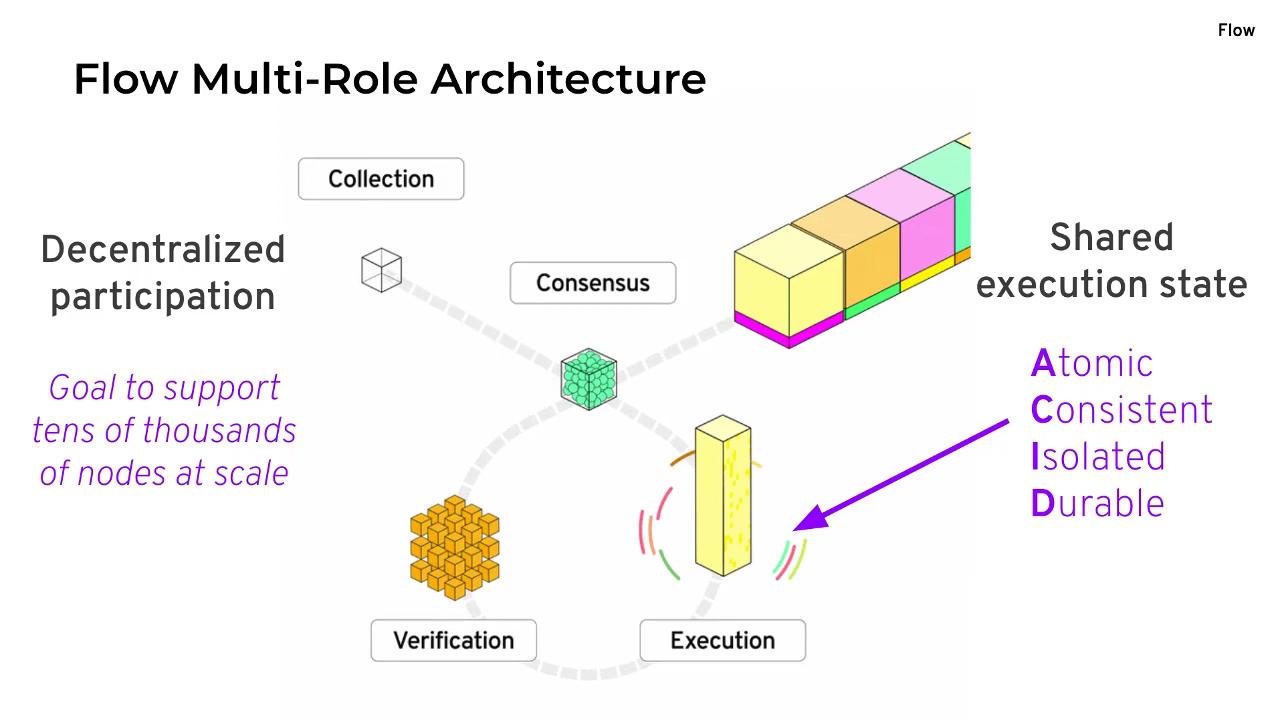 Flow
Flow Multi-Role Architecture
Collection
Decentralized
participation
Goal to support
tens of thousands
of nodes at scale
Consensus
Shared
execution state
Atomic
Consistent
Isolated
Durable
Verification
Execution